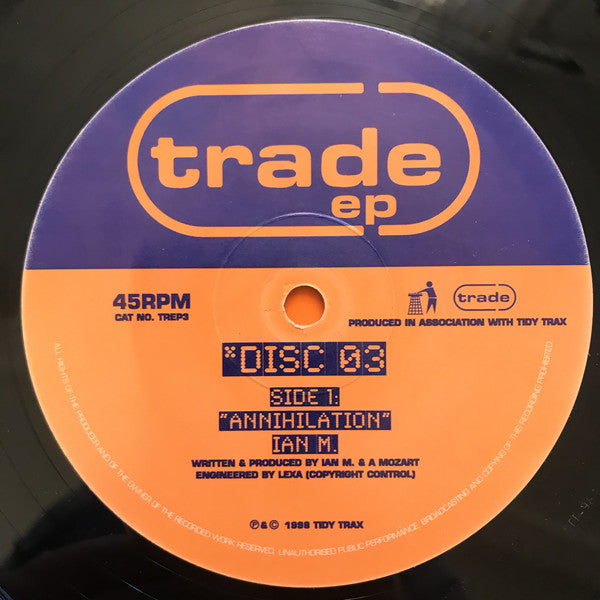 trade
ep
45RPM
CAT NO. TREP3
trade
PRODUCED IN ASSOCIATION WITH TIDY TRAX
*DISC 03
SIDE 1:
"ANNIHILATION"
IAN M.
WRITTEN & PRODUCED BY IAN M. & A MOZART
ENGINEERED BY LEXA (COPYRIGHT CONTROL)
℗ & © 1998 TIDY TRAX
ALL RIGHTS OF THE PRODUCER AND OF THE OWNER OF THE RECORDED WORK RESERVED. UNAUTHORISED PUBLIC PERFORMANCE, BROADCASTING AND COPYING OF THIS RECORDING PROHIBITED